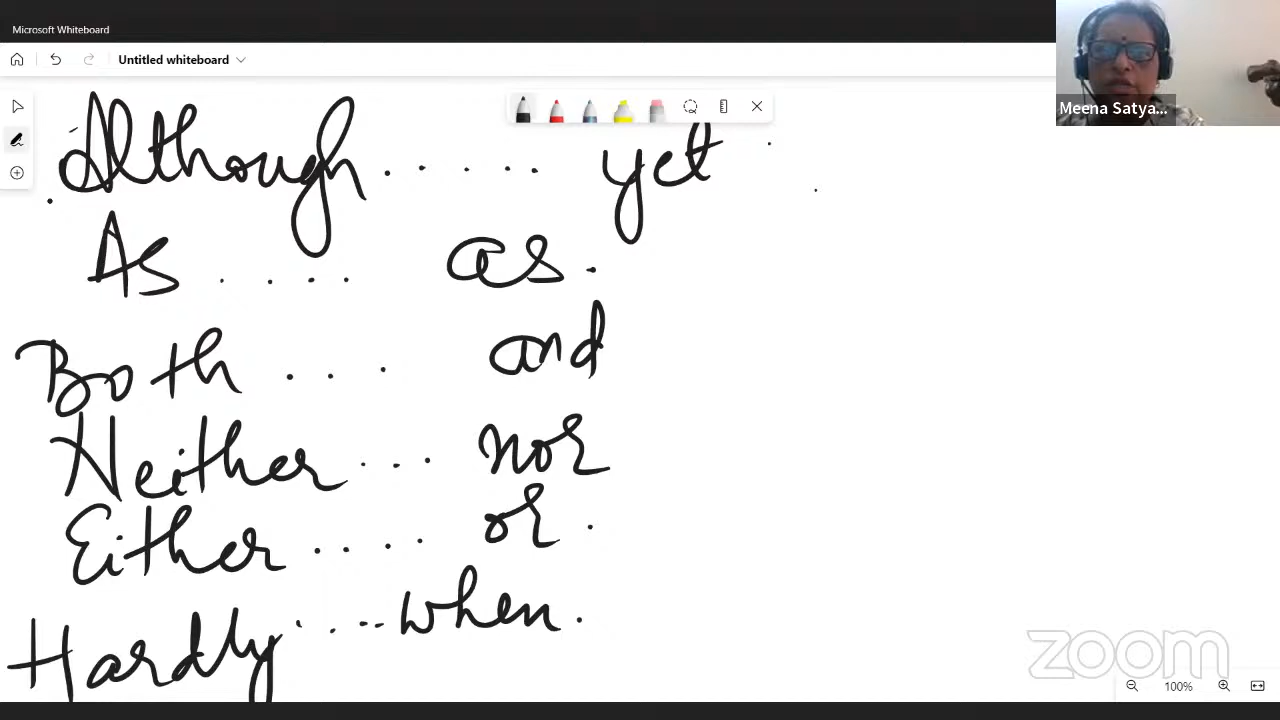 Microsoft Whiteboard
Untitled whiteboard
Meena Satya...
Although ..... yet
As .... as.
Both ... and
Neither ... nor
Either .... or.
Hardly .... when.
zoom
100%